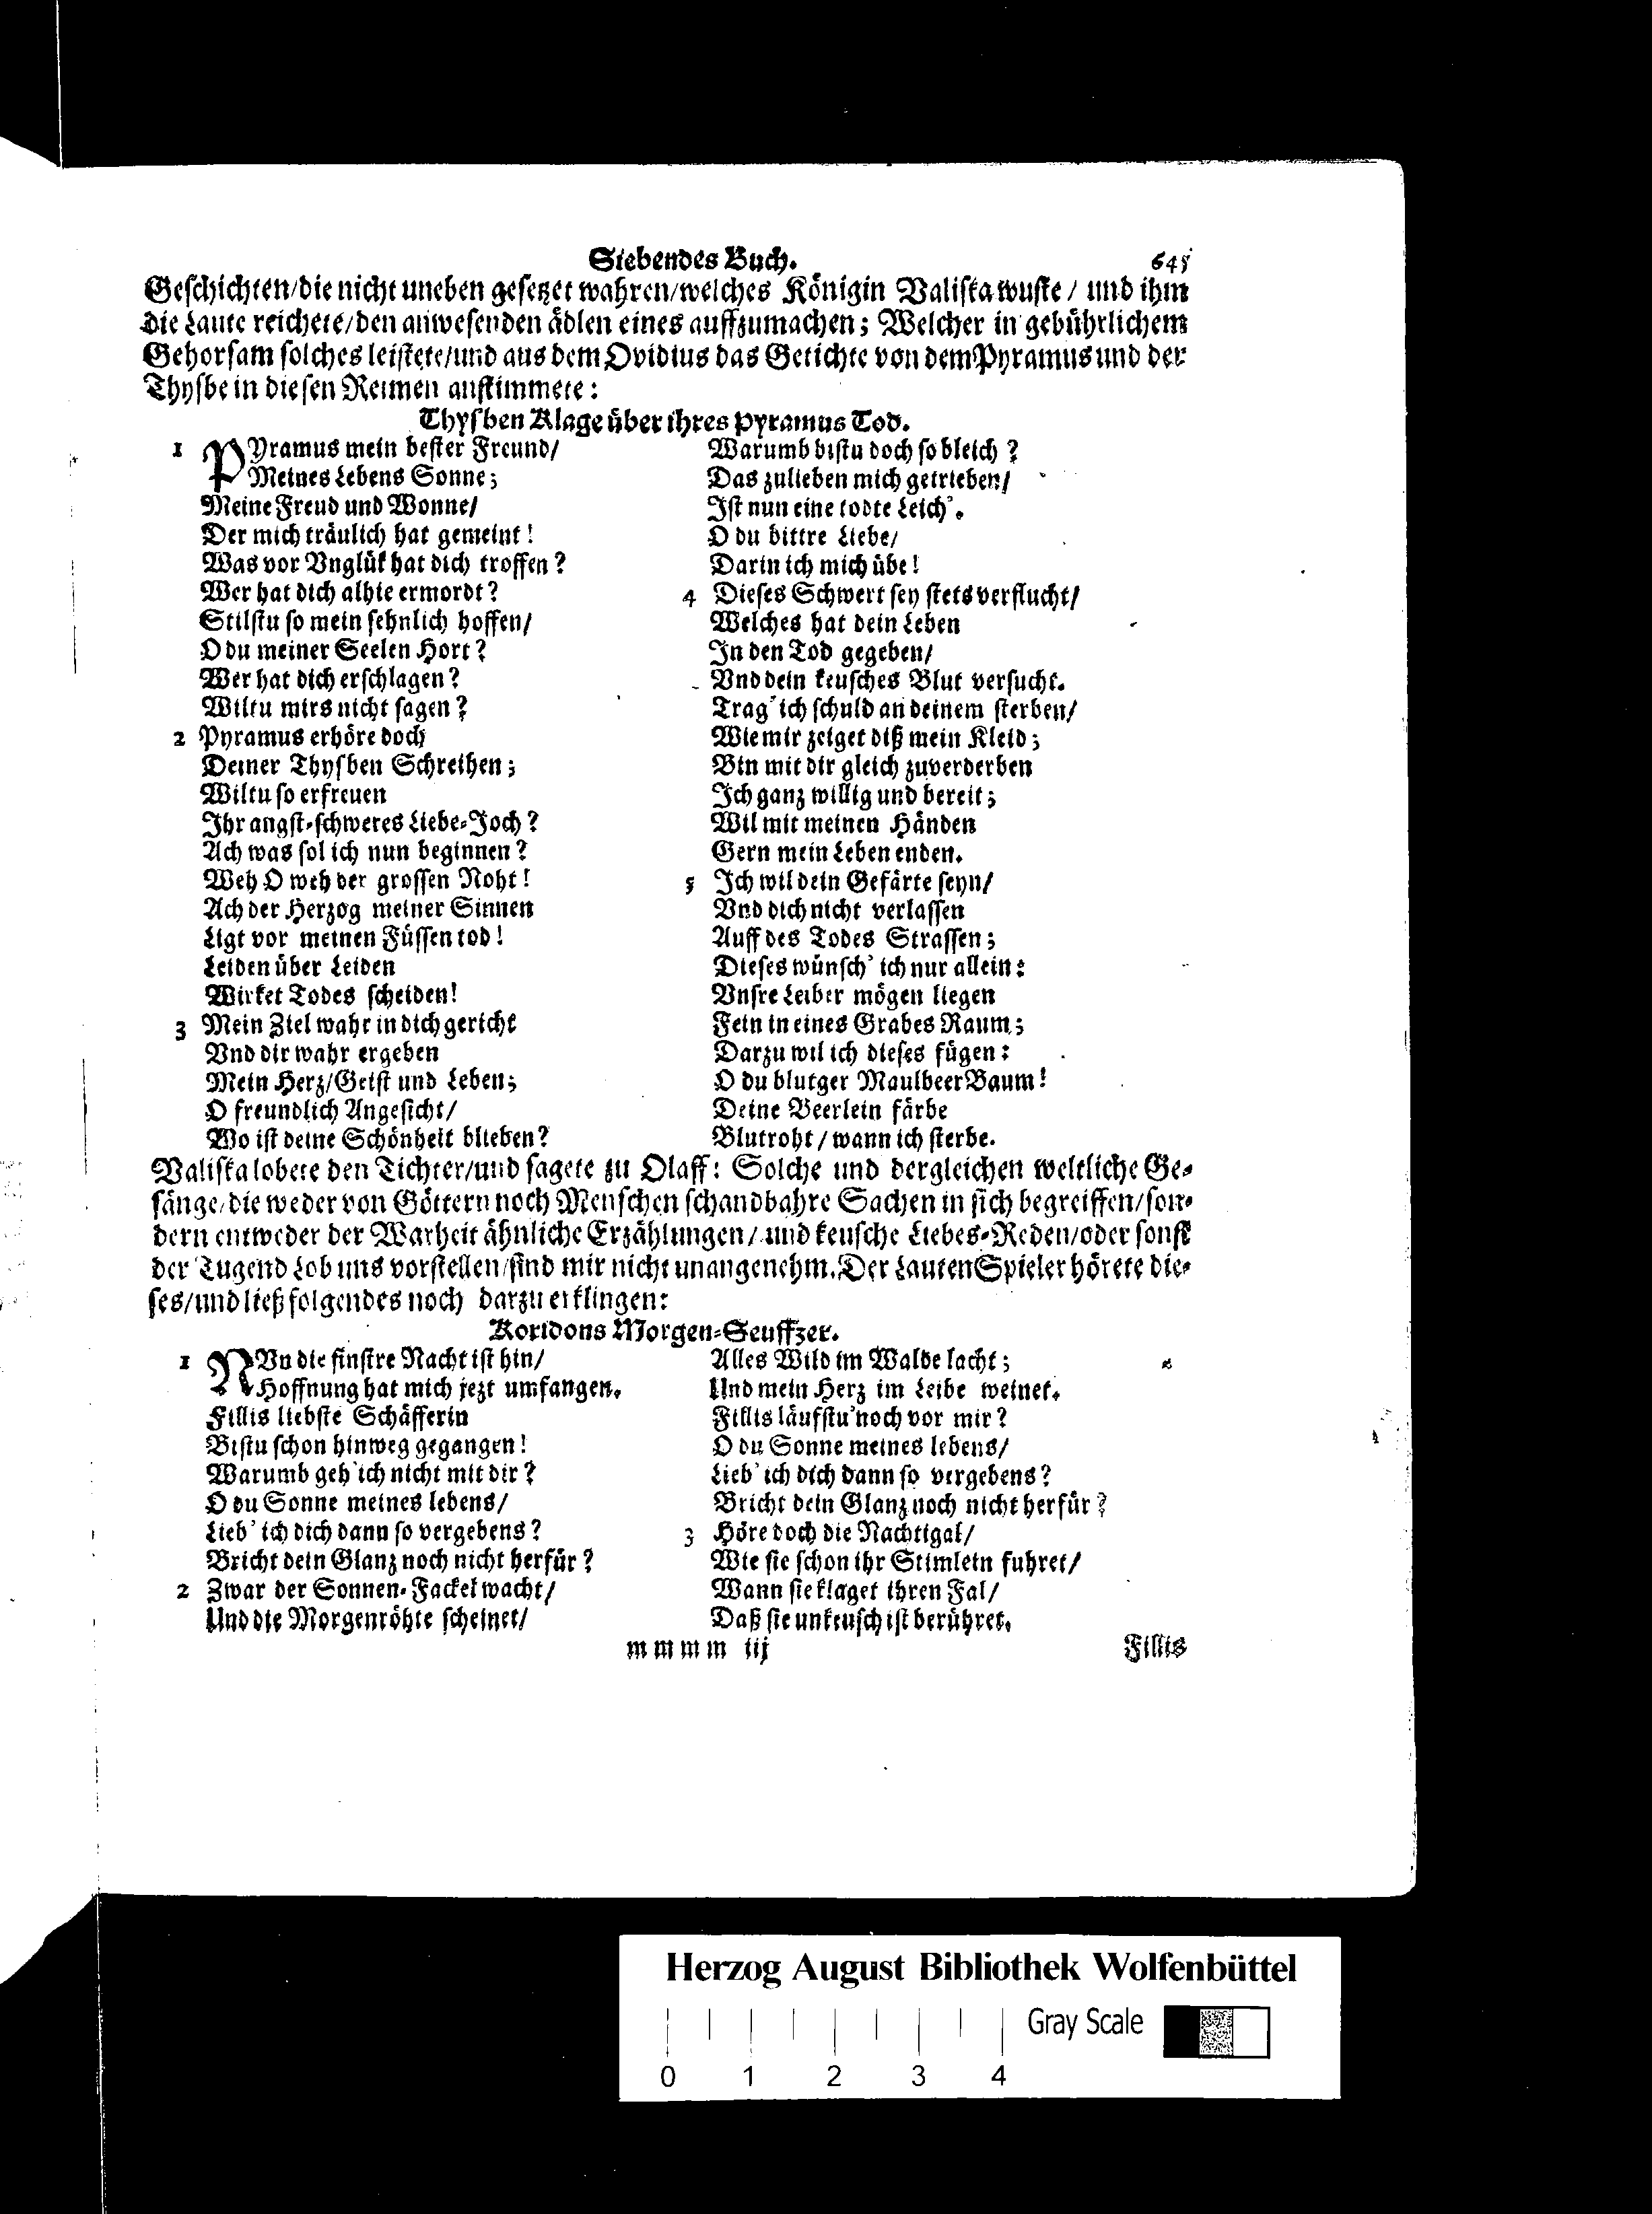 Siebendes Buch. 645
Geschichten/die nicht uneben gesetzet wahren/welches Königin Valiska wuste / und ihm
die Laute reichete/den anwesenden ädlen eines auffzumachen; Welcher in gebührlichem
Gehorsam solches leistete/und aus dem Ovidius das Getichte von dem Pyramus und der
Thysbe in diesen Reimen anstimmete:
Thysben Klage über ihres Pyramus Tod.
1 PYramus mein bester Freund/
Meines Lebens Sonne;
Meine Freud und Wonne/
Der mich träulich hat gemeint!
Was vor Unglük hat dich troffen?
Wer hat dich alhie ermordt?
Stilstu so mein sehnlich hoffen/
O du meiner Seelen Hort?
Wer hat dich erschlagen?
Wiltu mirs nicht sagen?
2 Pyramus erhöre doch
Deiner Thysben Schreihen;
Wiltu so erfreuen
Ihr angst-schweres Liebe-Joch?
Ach was sol ich nun beginnen?
Weh O weh der grossen Noht!
Ach der Herzog meiner Sinnen
Ligt vor meinen Füssen tod!
Leiden über Leiden
Wirket Todes scheiden!
3 Mein Ziel wahr in dich gericht
Vnd dir wahr ergeben
Mein Herz/Geist und Leben;
O freundlich Angesicht/
Wo ist deine Schönheit blieben?
Warumb bistu doch so bleich?
Das zulieben mich getrieben/
Ist nun eine todte Leich'.
O du bittre Liebe/
Darin ich mich übe!
4 Dieses Schwert sey stets verflucht/
Welches hat dein Leben
In den Tod gegeben/
Vnd dein keusches Blut versucht.
Trag' ich schuld an deinem sterben/
Wie mir zeiget diß mein Kleid;
Bin mit dir gleich zuverderben
Ich ganz willig und bereit;
Wil mit meinen Händen
Gern mein Leben enden.
5 Ich wil dein Gefärte seyn/
Vnd dich nicht verlassen
Auff des Todes Strassen;
Dieses wünsch' ich nur allein:
Vnsre Leiber mögen liegen
Fein in eines Grabes Raum;
Darzu wil ich dieses fügen:
O du blutger MaulbeerBaum!
Deine Beerlein färbe
Blutroht / wann ich sterbe.
Valiska lobete den Tichter/und sagete zu Olaff: Solche und dergleichen weltliche Ge-
sänge/die weder von Göttern noch Menschen schandbahre Sachen in sich begreiffen/son-
dern entweder der Warheit ähnliche Erzählungen/ und keusche Liebes-Reden/oder sonst
der Tugend Lob uns vorstellen/sind mir nicht unangenehm. Der LautenSpieler hörete die-
ses/und ließ folgendes noch darzu erklingen:
Koridons Morgen-Seuffzer.
1 NVn die finstre Nacht ist hin/
Hoffnung hat mich jezt umfangen.
Fillis liebste Schäfferin
Bistu schon hinweg gegangen!
Warumb geh' ich nicht mit dir?
O du Sonne meines lebens/
Lieb' ich dich dann so vergebens?
Bricht dein Glanz noch nicht herfür?
2 Zwar der Sonnen-Fackel wacht/
Und die Morgenröhte scheinet/
Alles Wild im Walde lacht;
Und mein Herz im Leibe weinet.
Fillis läufstu noch vor mir?
O du Sonne meines lebens/
Lieb' ich dich dann so vergebens?
Bricht dein Glanz noch nicht herfür?
3 Höre doch die Nachtigal/
Wie sie schon ihr Stimlein fuhret/
Wann sie klaget ihren Fal/
Daß sie unkeusch ist berühret.
m m m m iij Fillis
Herzog August Bibliothek Wolfenbüttel
Gray Scale
0 1 2 3 4